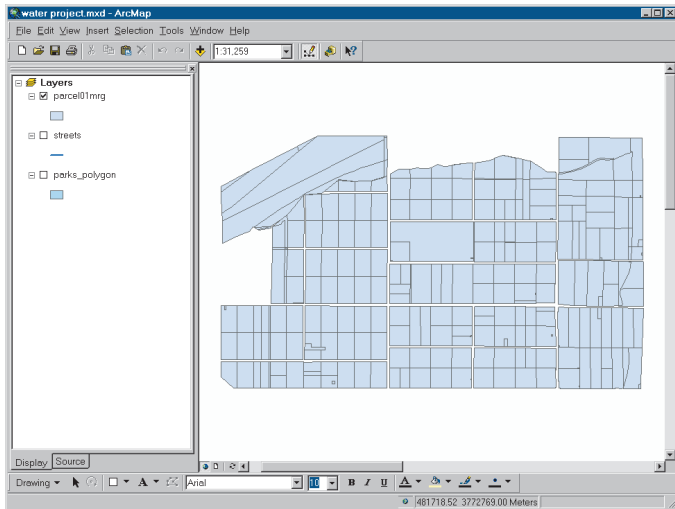 water project.mxd - ArcMap
File Edit View Insert Selection Tools Window Help
1:31,259
Layers
parcel01mrg
streets
parks_polygon
Display Source
Drawing A Arial 10 B I U A
481718.52 3772769.00 Meters